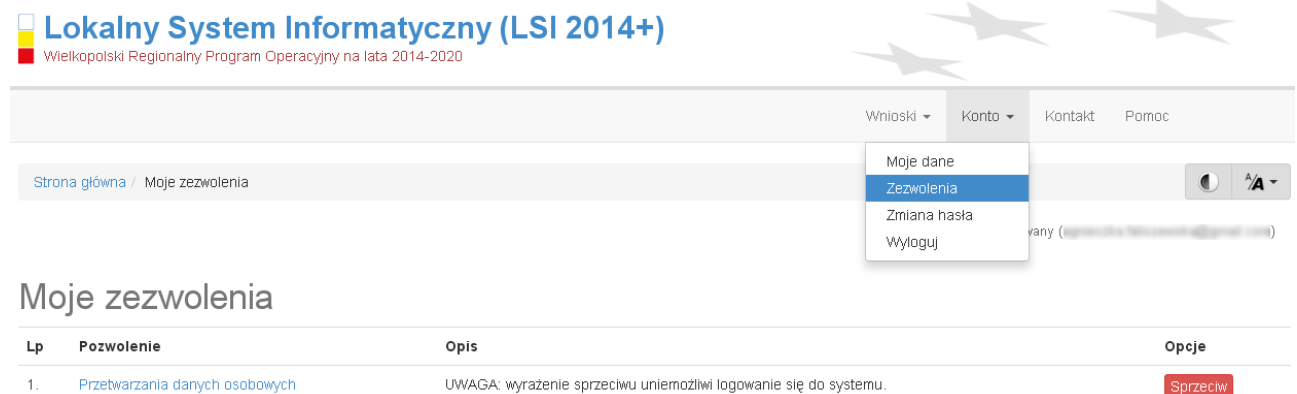 Lokalny System Informatyczny (LSI 2014+)
Wielkopolski Regionalny Program Operacyjny na lata 2014-2020
Wnioski Konto Kontakt Pomoc
Strona główna / Moje zezwolenia
A/A
Moje dane
Zezwolenia
Zmiana hasła
Wyloguj
Moje zezwolenia
Lp Pozwolenie Opis Opcje
1. Przetwarzania danych osobowych UWAGA: wyrażenie sprzeciwu uniemożliwi logowanie się do systemu. Sprzeciw